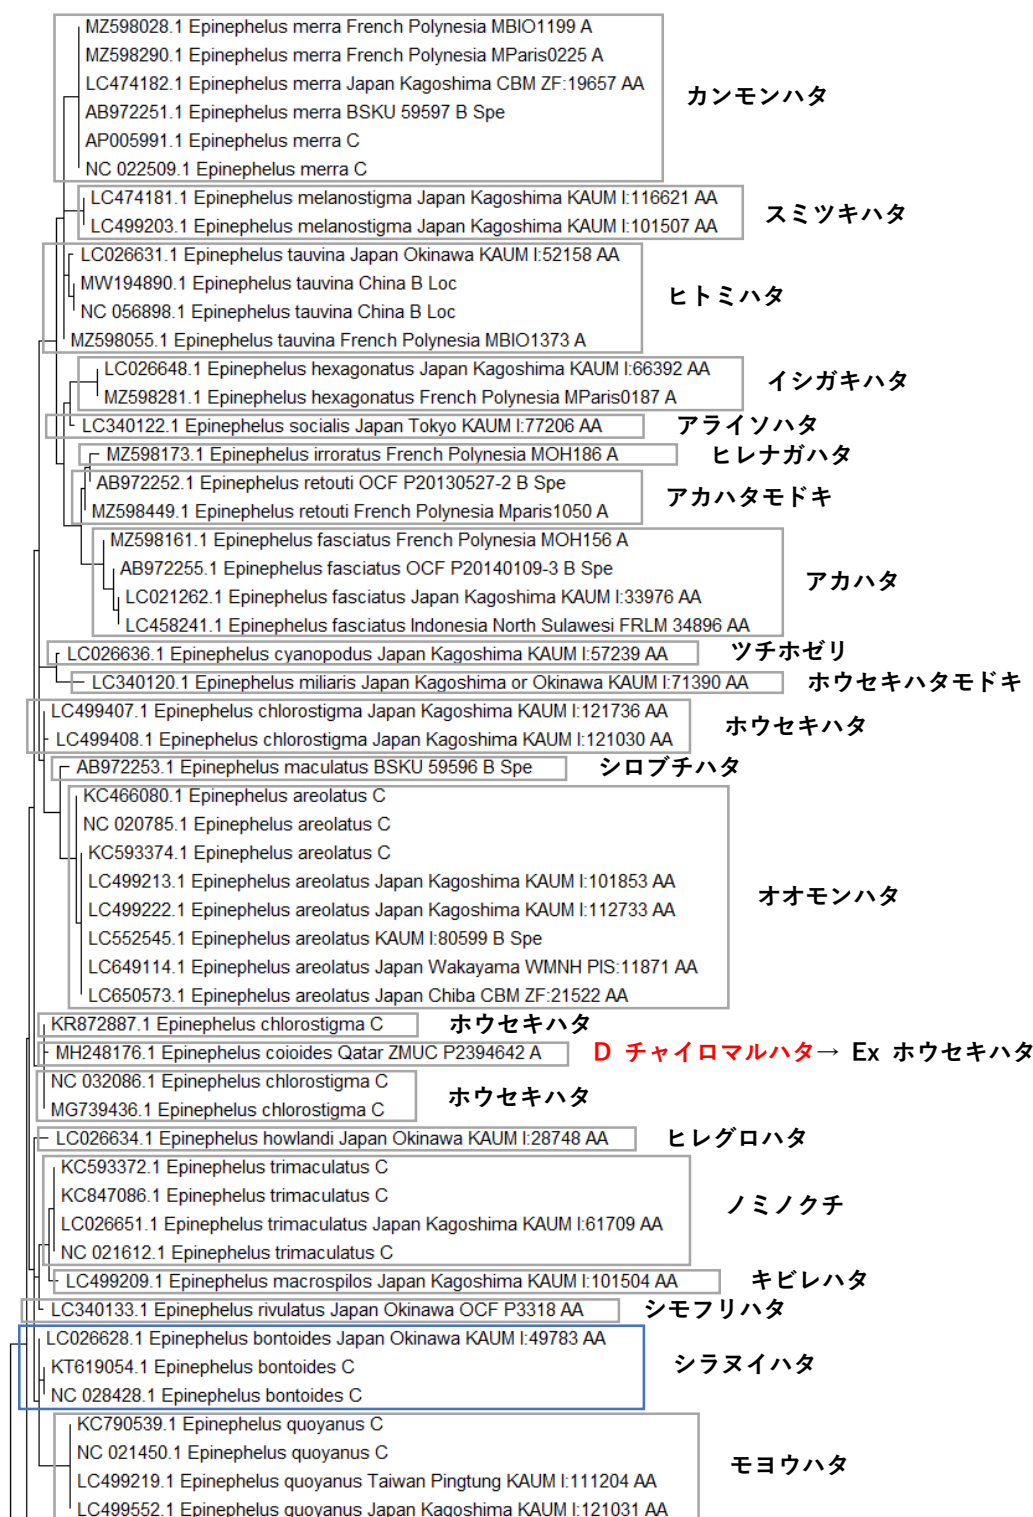 MZ598028.1 Epinephelus merra French Polynesia MBIO1199 A
MZ598290.1 Epinephelus merra French Polynesia MParis0225 A
LC474182.1 Epinephelus merra Japan Kagoshima CBM ZF:19657 AA
カンモンハタ
AB972251.1 Epinephelus merra BSKU 59597 B Spe
AP005991.1 Epinephelus merra C
NC 022509.1 Epinephelus merra C
LC474181.1 Epinephelus melanostigma Japan Kagoshima KAUM I:116621 AA
スミツキハタ
LC499203.1 Epinephelus melanostigma Japan Kagoshima KAUM I:101507 AA
LC026631.1 Epinephelus tauvina Japan Okinawa KAUM I:52158 AA
MW194890.1 Epinephelus tauvina China B Loc
ヒトミハタ
NC 056898.1 Epinephelus tauvina China B Loc
MZ598055.1 Epinephelus tauvina French Polynesia MBIO1373 A
LC026648.1 Epinephelus hexagonatus Japan Kagoshima KAUM I:66392 AA
イシガキハタ
MZ598281.1 Epinephelus hexagonatus French Polynesia MParis0187 A
LC340122.1 Epinephelus socialis Japan Tokyo KAUM I:77206 AA
アライソハタ
MZ598173.1 Epinephelus irroratus French Polynesia MOH186 A
ヒレナガハタ
AB972252.1 Epinephelus retouti OCF P20130527-2 B Spe
アカハタモドキ
MZ598449.1 Epinephelus retouti French Polynesia Mparis1050 A
MZ598161.1 Epinephelus fasciatus French Polynesia MOH156 A
AB972255.1 Epinephelus fasciatus OCF P20140109-3 B Spe
アカハタ
LC021262.1 Epinephelus fasciatus Japan Kagoshima KAUM I:33976 AA
LC458241.1 Epinephelus fasciatus Indonesia North Sulawesi FRLM 34896 AA
LC026636.1 Epinephelus cyanopodus Japan Kagoshima KAUM I:57239 AA
ツチホゼリ
LC340120.1 Epinephelus miliaris Japan Kagoshima or Okinawa KAUM I:71390 AA
ホウセキハタモドキ
LC499407.1 Epinephelus chlorostigma Japan Kagoshima KAUM I:121736 AA
ホウセキハタ
LC499408.1 Epinephelus chlorostigma Japan Kagoshima KAUM I:121030 AA
AB972253.1 Epinephelus maculatus BSKU 59596 B Spe
シロブチハタ
KC466080.1 Epinephelus areolatus C
NC 020785.1 Epinephelus areolatus C
KC593374.1 Epinephelus areolatus C
LC499213.1 Epinephelus areolatus Japan Kagoshima KAUM I:101853 AA
オオモンハタ
LC499222.1 Epinephelus areolatus Japan Kagoshima KAUM I:112733 AA
LC552545.1 Epinephelus areolatus KAUM I:80599 B Spe
LC649114.1 Epinephelus areolatus Japan Wakayama WMNH PIS:11871 AA
LC650573.1 Epinephelus areolatus Japan Chiba CBM ZF:21522 AA
KR872887.1 Epinephelus chlorostigma C
ホウセキハタ
MH248176.1 Epinephelus coioides Qatar ZMUC P2394642 A
D チャイロマルハタ→ Ex ホウセキハタ
NC 032086.1 Epinephelus chlorostigma C
ホウセキハタ
MG739436.1 Epinephelus chlorostigma C
LC026634.1 Epinephelus howlandi Japan Okinawa KAUM I:28748 AA
ヒレグロハタ
KC593372.1 Epinephelus trimaculatus C
KC847086.1 Epinephelus trimaculatus C
ノミノクチ
LC026651.1 Epinephelus trimaculatus Japan Kagoshima KAUM I:61709 AA
NC 021612.1 Epinephelus trimaculatus C
LC499209.1 Epinephelus macrospilos Japan Kagoshima KAUM I:101504 AA
キビレハタ
LC340133.1 Epinephelus rivulatus Japan Okinawa OCF P3318 AA
シモフリハタ
LC026628.1 Epinephelus bontoides Japan Okinawa KAUM I:49783 AA
KT619054.1 Epinephelus bontoides C
シラヌイハタ
NC 028428.1 Epinephelus bontoides C
KC790539.1 Epinephelus quoyanus C
NC 021450.1 Epinephelus quoyanus C
モヨウハタ
LC499219.1 Epinephelus quoyanus Taiwan Pingtung KAUM I:111204 AA
LC499552.1 Epinephelus quoyanus Japan Kagoshima KAUM I:121031 AA